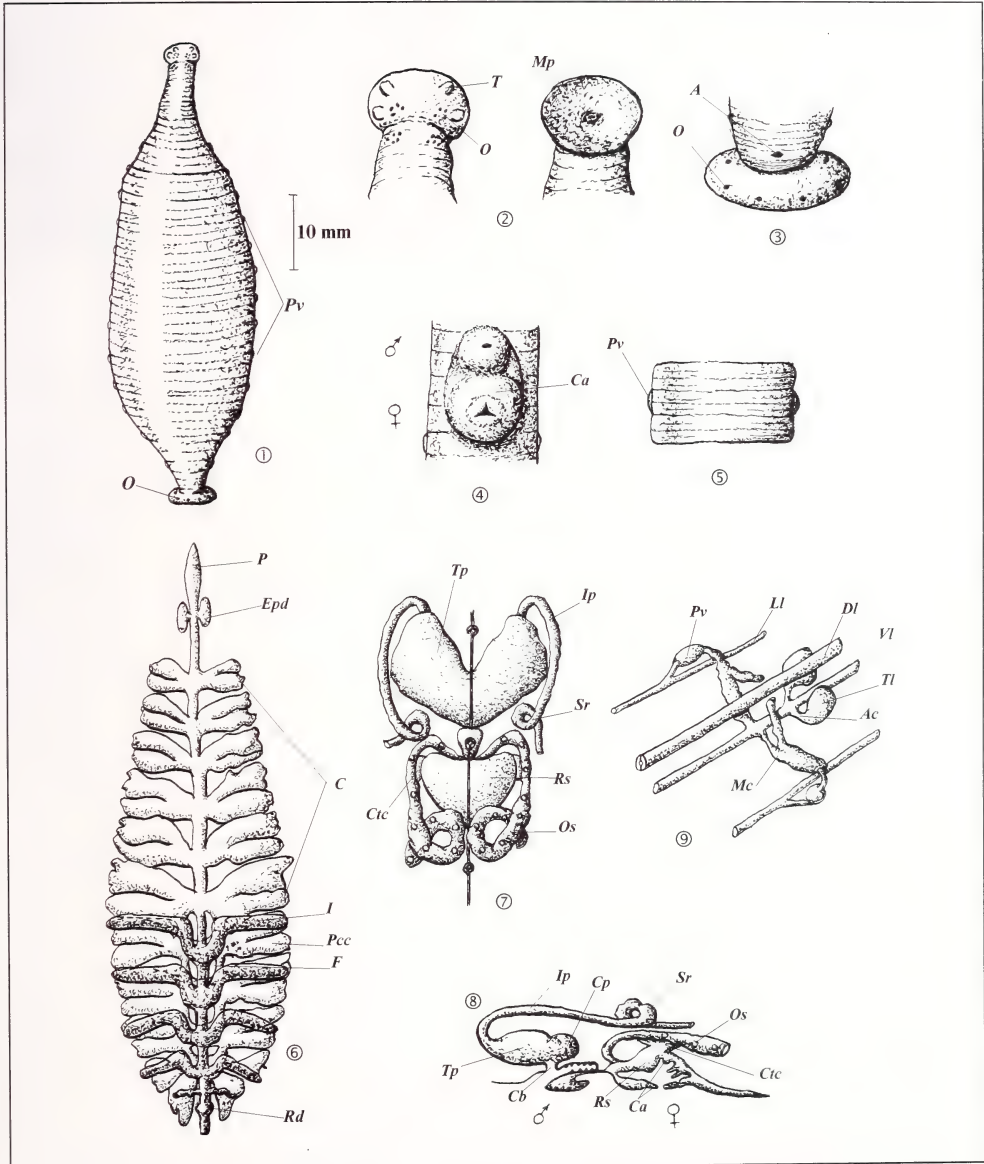 T
Mp
A
O
O
②
③
10 mm
Pv
♂
Ca
♀
Pv
①
④
⑤
O
P
Epd
Tp
Ip
Pv
Ll
Dl
Vl
Tl
Ac
Sr
C
Rs
Mc
Ctc
Os
⑨
⑦
I
Pcc
F
⑥
Rd
⑧
Ip
Cp
Sr
Os
Tp
Ctc
Cb
Rs
Ca
♂
♀